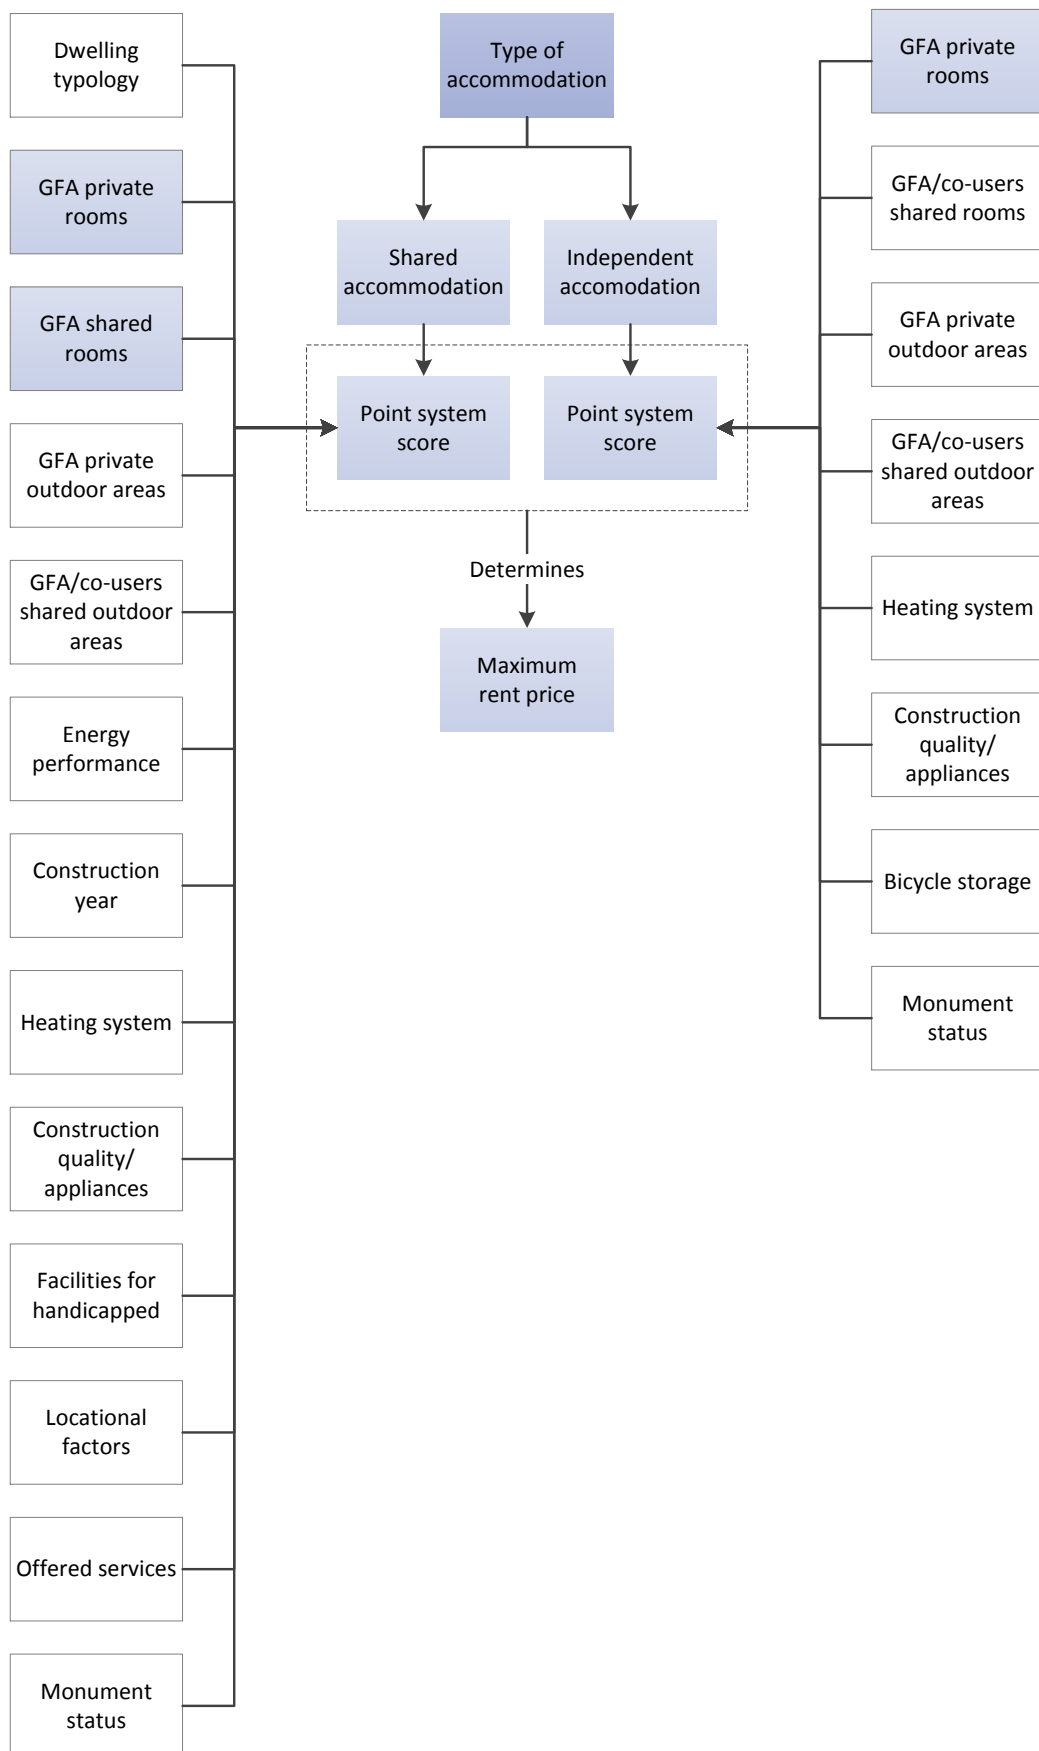 Dwelling
typology
GFA private
rooms
GFA shared
rooms
GFA private
outdoor areas
GFA/co-users
shared outdoor
areas
Energy
performance
Construction
year
Heating system
Construction
quality/
appliances
Facilities for
handicapped
Locational
factors
Offered services
Monument
status
Type of
accommodation
Shared
accommodation
Independent
accomodation
Point system
score
Point system
score
Determines
Maximum
rent price
GFA private
rooms
GFA/co-users
shared rooms
GFA private
outdoor areas
GFA/co-users
shared outdoor
areas
Heating system
Construction
quality/
appliances
Bicycle storage
Monument
status